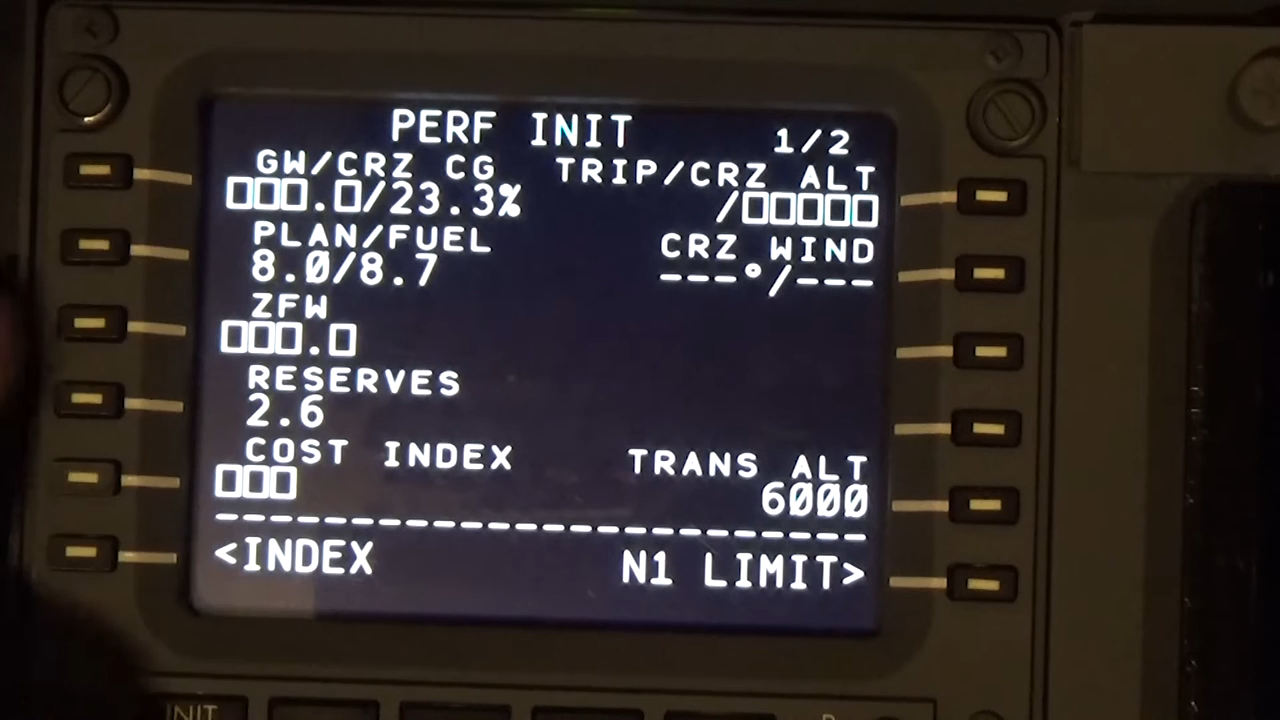 PERF INIT 1/2
GW/CRZ CG TRIP/CRZ ALT
□□□.□/23.3% /□□□□□
PLAN/FUEL CRZ WIND
8.0/8.7 ---°/---
ZFW
□□□.□
RESERVES
2.6
COST INDEX TRANS ALT
□□□ 6000
------------------------
<INDEX N1 LIMIT>
INIT